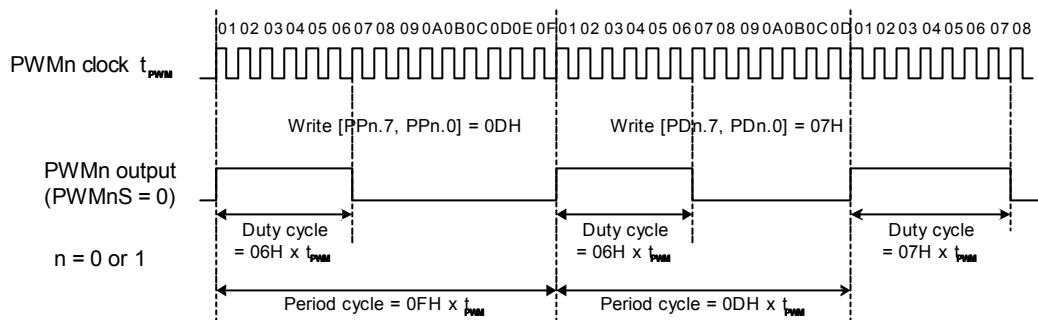 01 02 03 04 05 06 07 08 09 0A 0B 0C 0D 0E 0F 01 02 03 04 05 06 07 08 09 0A 0B 0C 0D 01 02 03 04 05 06 07 08
PWMn clock tPWM
Write [PPn.7, PPn.0] = 0DH Write [PDn.7, PDn.0] = 07H
PWMn output
(PWMnS = 0)
Duty cycle Duty cycle Duty cycle
= 06H x tPWM = 06H x tPWM = 07H x tPWM
n = 0 or 1
Period cycle = 0FH x tPWM Period cycle = 0DH x tPWM